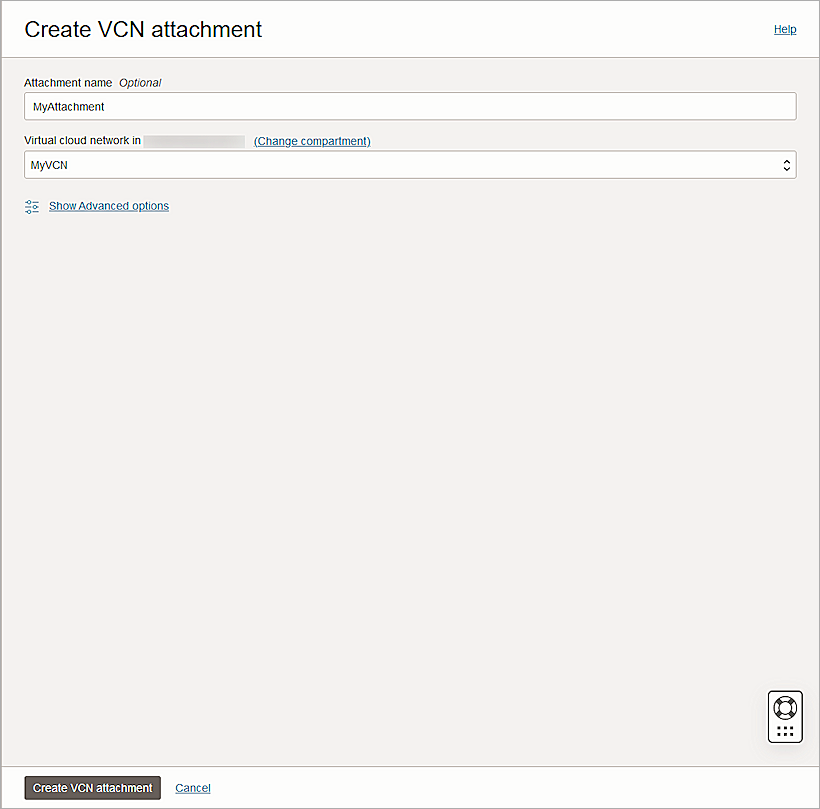 Create VCN attachment
Help
Attachment name Optional
MyAttachment
Virtual cloud network in (Change compartment)
MyVCN
Show Advanced options
Create VCN attachment Cancel